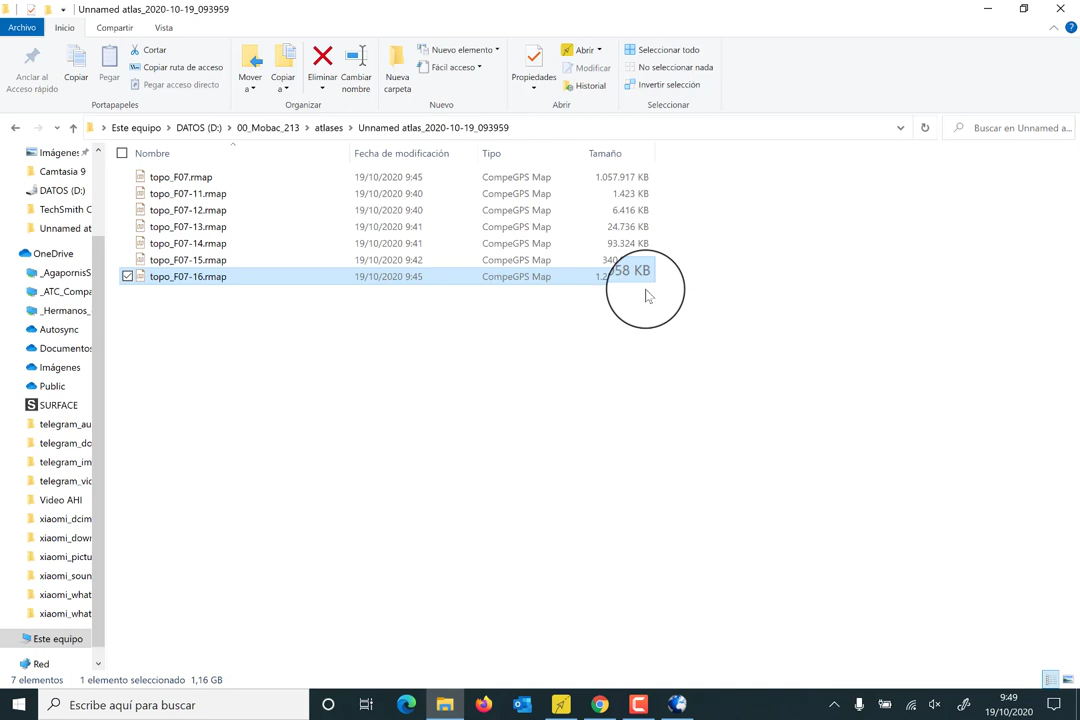 Unnamed atlas_2020-10-19_093959
Archivo Inicio Compartir Vista
Anclar al Acceso rápido
Copiar
Pegar
Cortar
Copiar ruta de acceso
Pegar acceso directo
Portapapeles
Mover a
Copiar a
Eliminar
Cambiar nombre
Organizar
Nueva carpeta
Nuevo elemento
Fácil acceso
Nuevo
Propiedades
Abrir
Modificar
Historial
Abrir
Seleccionar todo
No seleccionar nada
Invertir selección
Seleccionar
Este equipo DATOS (D:) 00_Mobac_213 atlases Unnamed atlas_2020-10-19_093959
Buscar en Unnamed a...
Nombre Fecha de modificación Tipo Tamaño
topo_F07.rmap 19/10/2020 9:45 CompeGPS Map 1.057.917 KB
topo_F07-11.rmap 19/10/2020 9:40 CompeGPS Map 1.423 KB
topo_F07-12.rmap 19/10/2020 9:40 CompeGPS Map 6.416 KB
topo_F07-13.rmap 19/10/2020 9:41 CompeGPS Map 24.736 KB
topo_F07-14.rmap 19/10/2020 9:41 CompeGPS Map 93.324 KB
topo_F07-15.rmap 19/10/2020 9:42 CompeGPS Map
topo_F07-16.rmap 19/10/2020 9:45 CompeGPS Map 58 KB
Imágenes
Camtasia 9
DATOS (D:)
TechSmith C
Unnamed at
OneDrive
_AgapornisS
_ATC_Compa
_Hermanos_
Autosync
Documentos
Imágenes
Public
SURFACE
telegram_au
telegram_do
telegram_im
telegram_vic
Video AHI
xiaomi_dcim
xiaomi_dow
xiaomi_pictu
xiaomi_soun
xiaomi_what
xiaomi_what
Este equipo
Red
7 elementos 1 elemento seleccionado 1,16 GB
Escribe aquí para buscar
9:49
19/10/2020